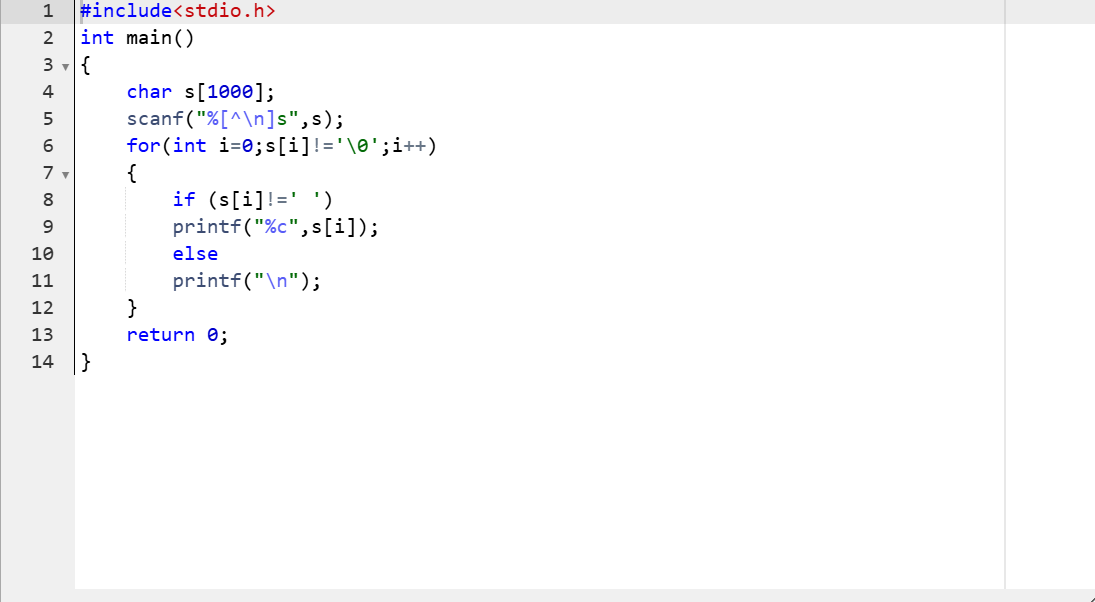 1 #include<stdio.h>
2 int main()
3 {
4     char s[1000];
5     scanf("%[^\n]s",s);
6     for(int i=0;s[i]!='\0';i++)
7     {
8         if (s[i]!=' ')
9         printf("%c",s[i]);
10         else
11         printf("\n");
12     }
13     return 0;
14 }